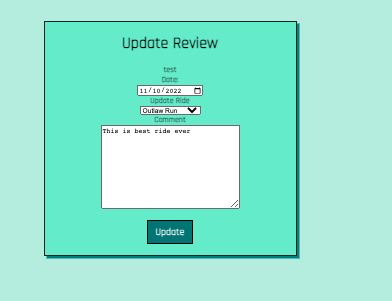 Update Review
test
Date:
11/10/2022
Update Ride
Outlaw Run
Comment
This is best ride ever
Update